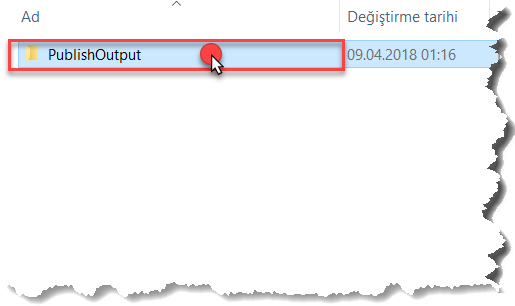 Ad Değiştirme tarihi
PublishOutput 09.04.2018 01:16